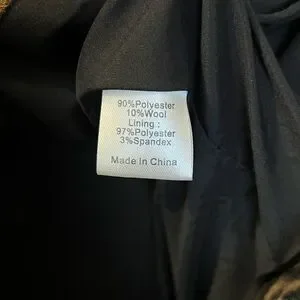 90%Polyester
10%Wool
Lining :
97%Polyester
3%Spandex
Made In China